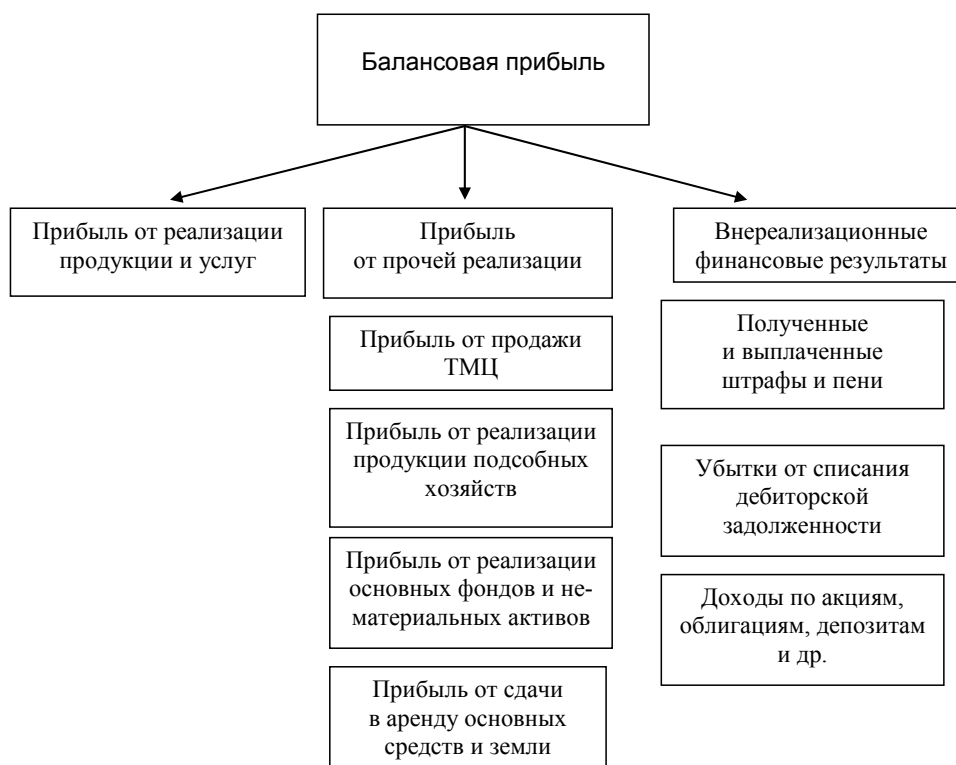 Балансовая прибыль
Прибыль от реализации
продукции и услуг
Прибыль
от прочей реализации
Внереализационные
финансовые результаты
Прибыль от продажи
ТМЦ
Прибыль от реализации
продукции подсобных
хозяйств
Прибыль от реализации
основных фондов и не-
материальных активов
Прибыль от сдачи
в аренду основных
средств и земли
Полученные
и выплаченные
штрафы и пени
Убытки от списания
дебиторской
задолженности
Доходы по акциям,
облигациям, депозитам
и др.